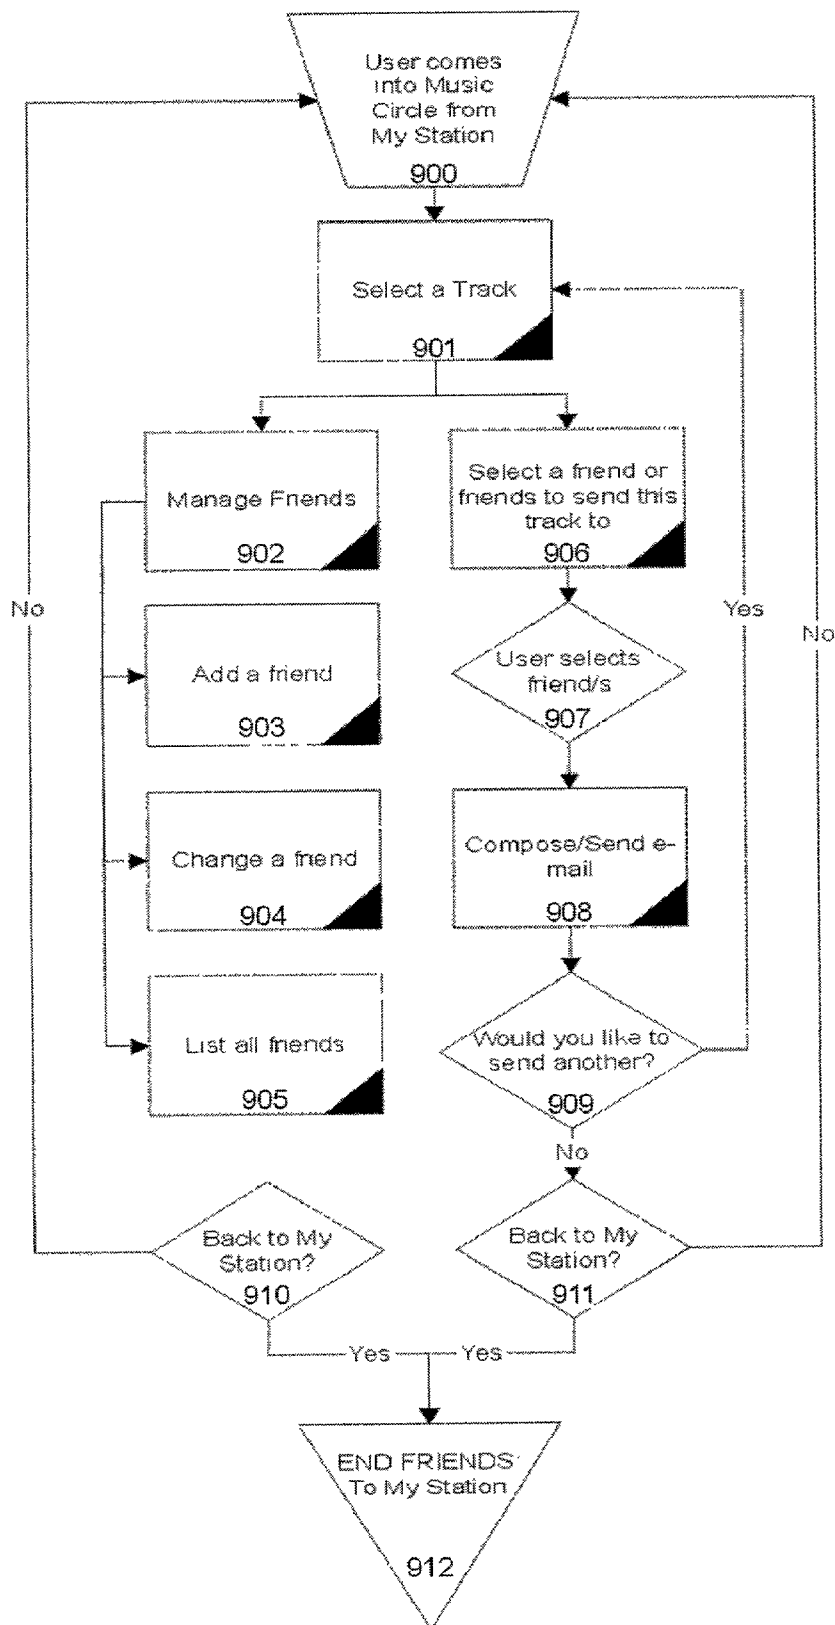 User comes
into Music
Circle from
My Station
900
Select a Track
901
Manage Friends
902
Select a friend or
friends to send this
track to
906
No
Yes
No
Add a friend
903
User selects
friend/s
907
Change a friend
904
Compose/Send e-
mail
908
List all friends
905
Would you like to
send another?
909
No
Back to My
Station?
910
Back to My
Station?
911
Yes
Yes
END FRIENDS
To My Station
912